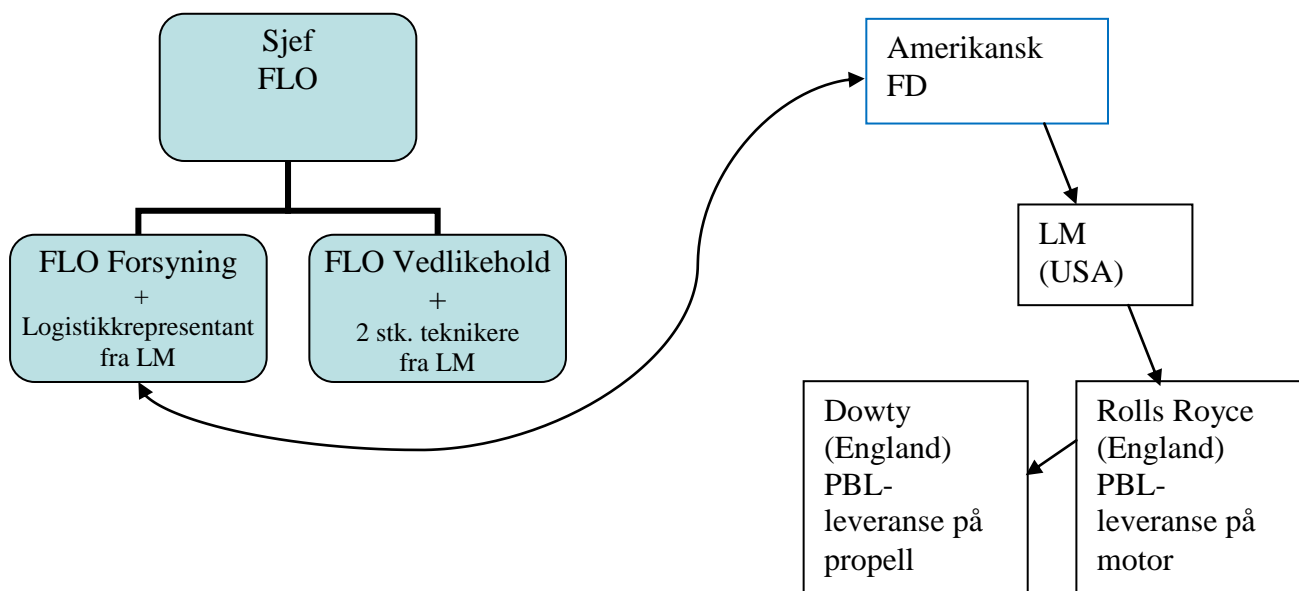 Sjef
FLO
FLO Forsyning
+
Logistikkrepresentant
fra LM
FLO Vedlikehold
+
2 stk. teknikere
fra LM
Amerikansk
FD
LM
(USA)
Dowty
(England)
PBL-
leveranse på
propell
Rolls Royce
(England)
PBL-
leveranse på
motor